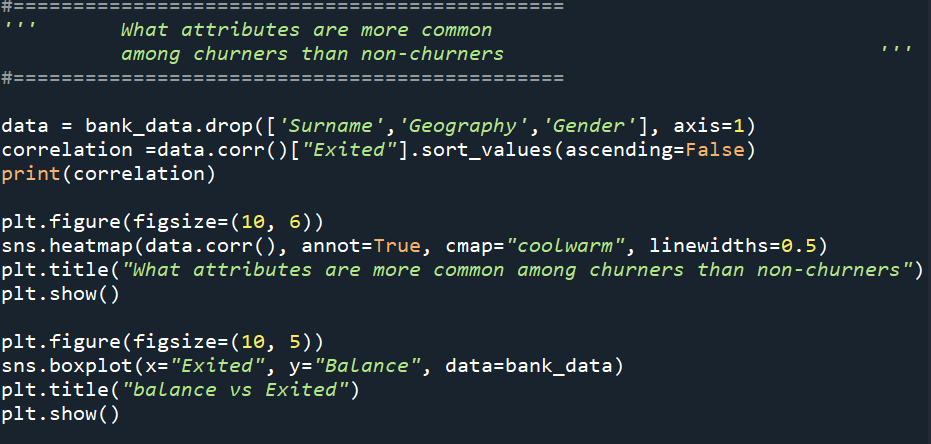 #==============================================
'''       What attributes are more common
          among churners than non-churners                               '''
#==============================================
data = bank_data.drop(['Surname','Geography','Gender'], axis=1)
correlation =data.corr()["Exited"].sort_values(ascending=False)
print(correlation)
plt.figure(figsize=(10, 6))
sns.heatmap(data.corr(), annot=True, cmap="coolwarm", linewidths=0.5)
plt.title("What attributes are more common among churners than non-churners")
plt.show()
plt.figure(figsize=(10, 5))
sns.boxplot(x="Exited", y="Balance", data=bank_data)
plt.title("balance vs Exited")
plt.show()